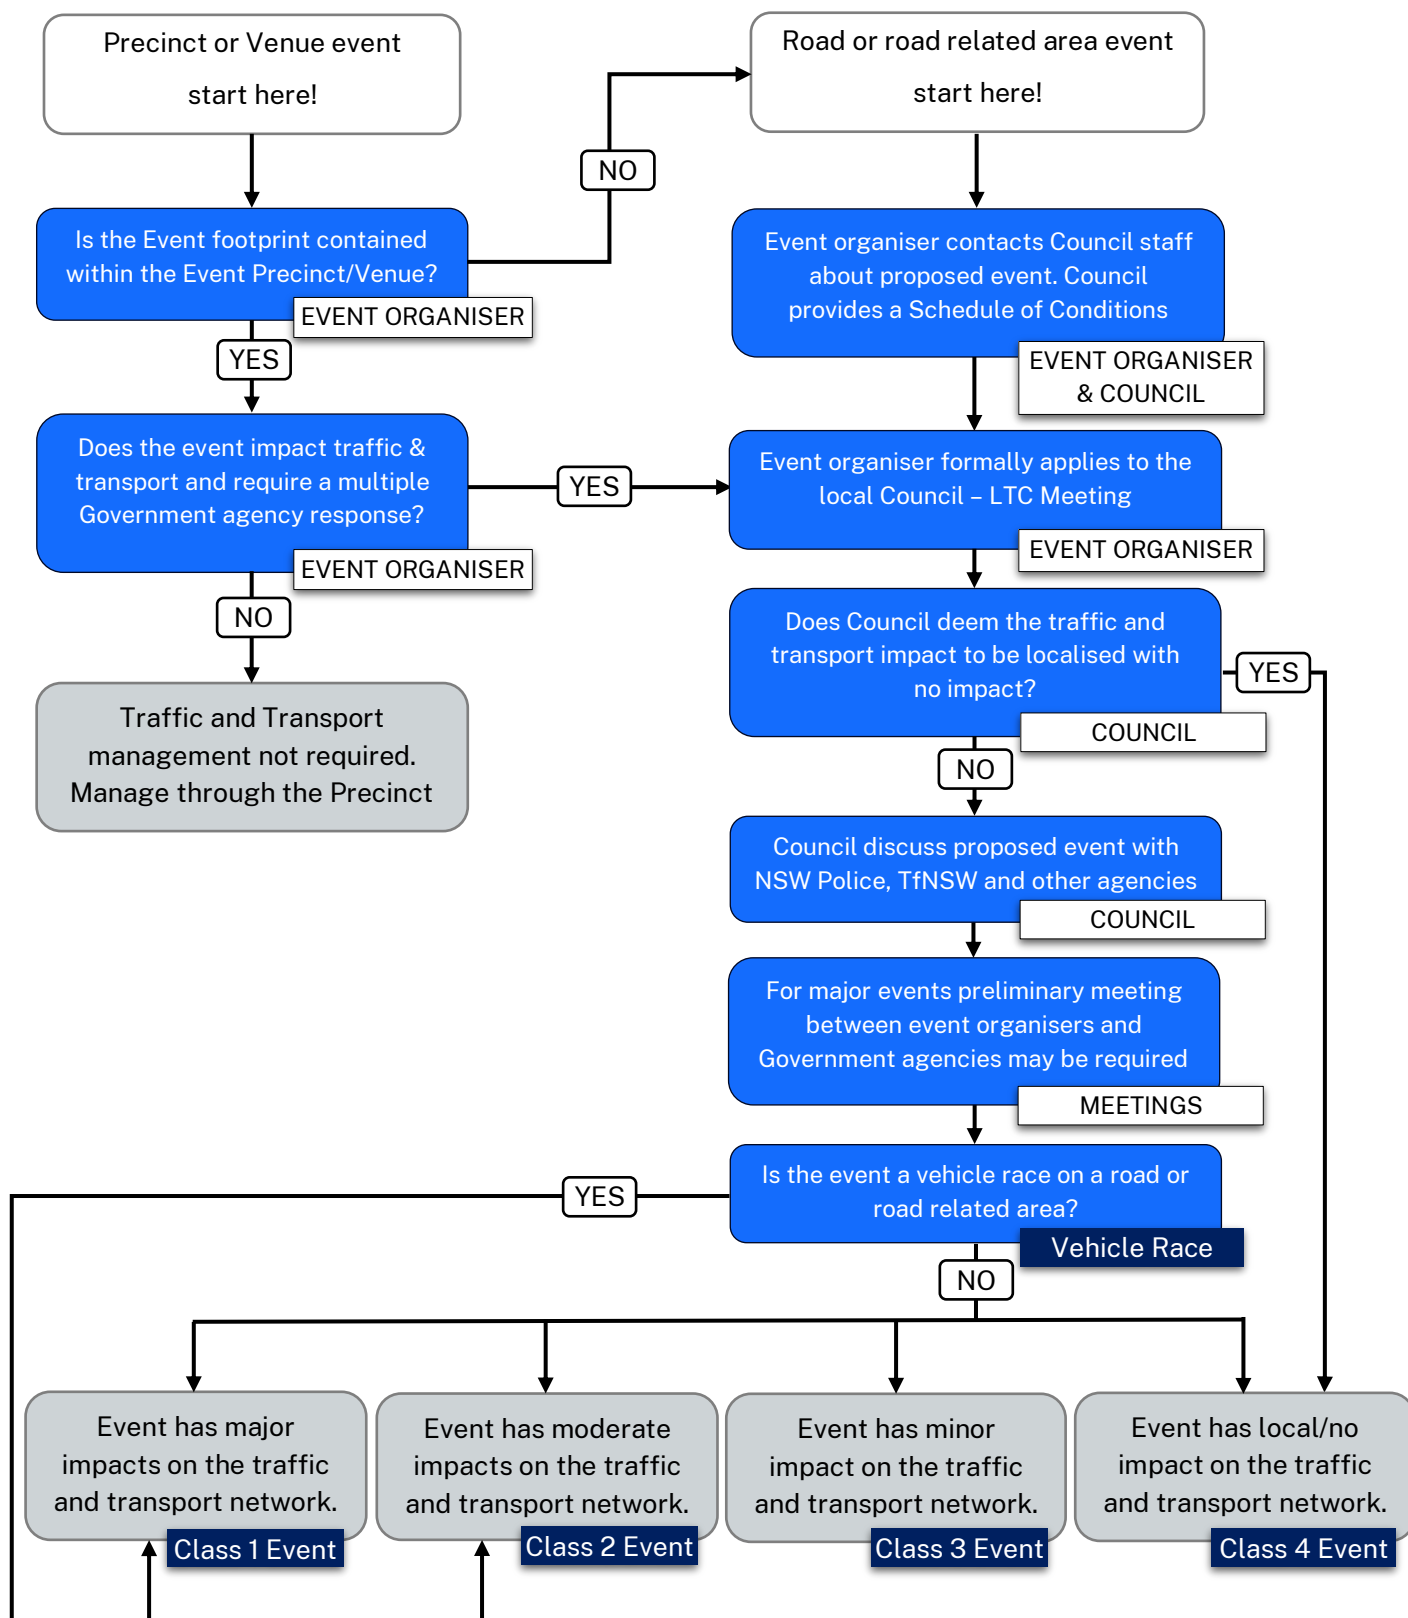 Precinct or Venue event
start here!
Road or road related area event
start here!
NO
Is the Event footprint contained
within the Event Precinct/Venue?
EVENT ORGANISER
YES
Event organiser contacts Council staff
about proposed event. Council
provides a Schedule of Conditions
EVENT ORGANISER
& COUNCIL
Does the event impact traffic &
transport and require a multiple
Government agency response?
EVENT ORGANISER
YES
NO
Event organiser formally applies to the
local Council – LTC Meeting
EVENT ORGANISER
Traffic and Transport
management not required.
Manage through the Precinct
Does Council deem the traffic and
transport impact to be localised with
no impact?
COUNCIL
YES
NO
Council discuss proposed event with
NSW Police, TfNSW and other agencies
COUNCIL
For major events preliminary meeting
between event organisers and
Government agencies may be required
MEETINGS
Is the event a vehicle race on a road or
road related area?
Vehicle Race
YES
NO
Event has major
impacts on the traffic
and transport network.
Class 1 Event
Event has moderate
impacts on the traffic
and transport network.
Class 2 Event
Event has minor
impact on the traffic
and transport network.
Class 3 Event
Event has local/no
impact on the traffic
and transport network.
Class 4 Event